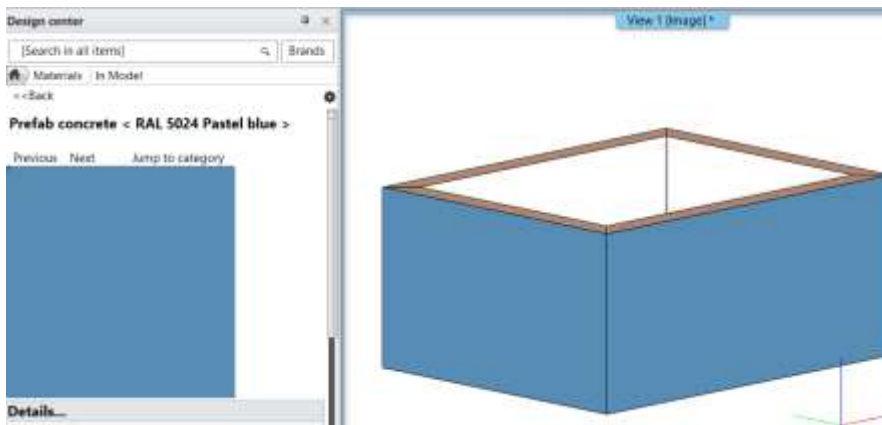 Design center
[Search in all items]
Brands
Materials In Model
<<Back
Prefab concrete < RAL 5024 Pastel blue >
Previous Next Jump to category
Details...
View 1 (Image) *